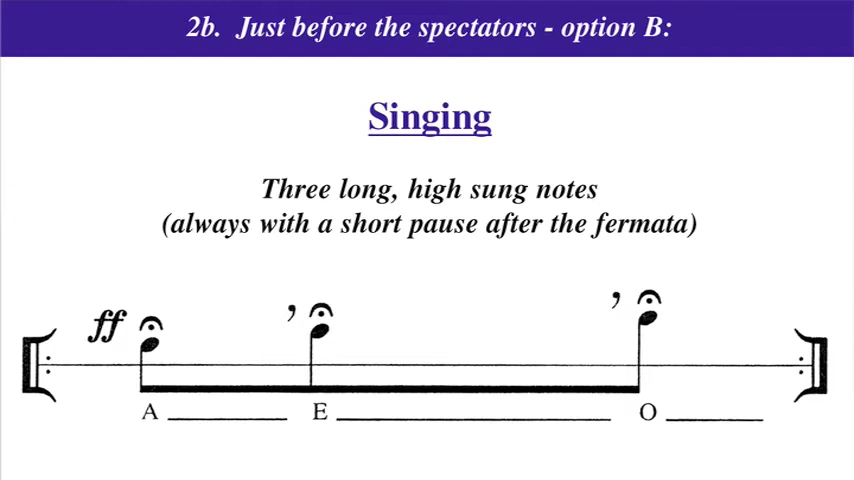 2b. Just before the spectators - option B:
Singing
Three long, high sung notes
(always with a short pause after the fermata)
ff
A E O